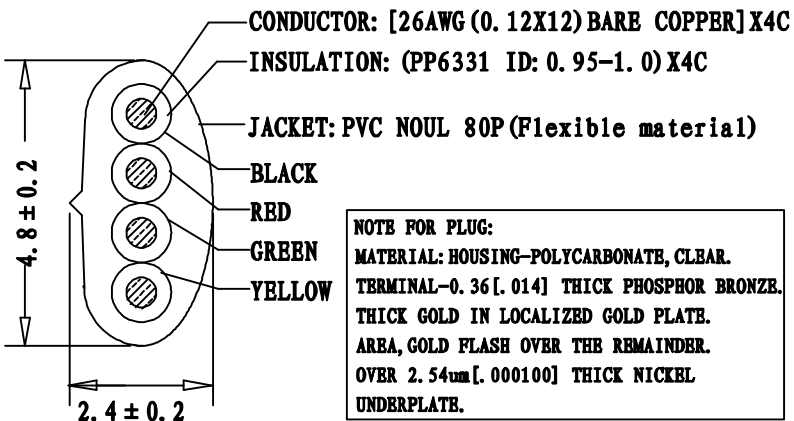 CONDUCTOR: [26AWG(0.12X12)BARE COPPER]X4C
INSULATION: (PP6331 ID:0.95-1.0)X4C
JACKET: PVC NOUL 80P(Flexible material)
BLACK
RED
GREEN
YELLOW
4.8±0.2
2.4±0.2
NOTE FOR PLUG:
MATERIAL:HOUSING-POLYCARBONATE,CLEAR.
TERMINAL-0.36[.014] THICK PHOSPHOR BRONZE.
THICK GOLD IN LOCALIZED GOLD PLATE.
AREA,GOLD FLASH OVER THE REMAINDER.
OVER 2.54um[.000100] THICK NICKEL
UNDERPLATE.